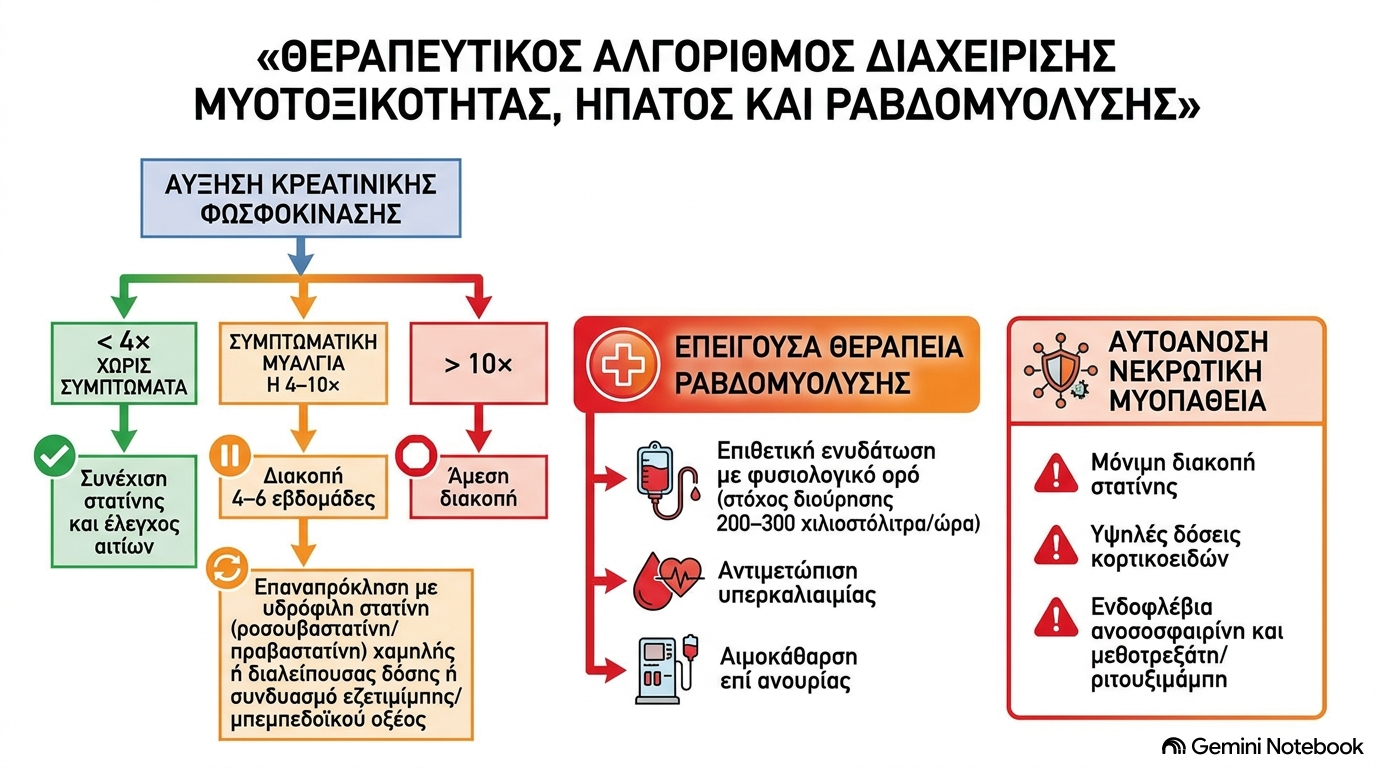 «ΘΕΡΑΠΕΥΤΙΚΟΣ ΑΛΓΟΡΙΘΜΟΣ ΔΙΑΧΕΙΡΙΣΗΣ
ΜΥΟΤΟΞΙΚΟΤΗΤΑΣ, ΗΠΑΤΟΣ ΚΑΙ ΡΑΒΔΟΜΥΟΛΥΣΗΣ»
ΑΥΞΗΣΗ ΚΡΕΑΤΙΝΙΚΗΣ
ΦΩΣΦΟΚΙΝΑΣΗΣ
< 4×
ΧΩΡΙΣ
ΣΥΜΠΤΩΜΑΤΑ
Συνέχιση
στατίνης
και έλεγχος
αιτίων
ΣΥΜΠΤΩΜΑΤΙΚΗ
ΜΥΑΛΓΙΑ
Η 4–10×
Διακοπή
4–6 εβδομάδες
Επαναπρόκληση με
υδρόφιλη στατίνη
(ροσουβαστατίνη/
πραβαστατίνη) χαμηλής
ή διαλείπουσας δόσης ή
συνδυασμό εζετιμίμπης/
μπεμπεδοϊκού οξέος
> 10×
Άμεση
διακοπή
ΕΠΕΙΓΟΥΣΑ ΘΕΡΑΠΕΙΑ
ΡΑΒΔΟΜΥΟΛΥΣΗΣ
Επιθετική ενυδάτωση
με φυσιολογικό ορό
(στόχος διούρησης
200–300 χιλιοστόλιτρα/ώρα)
Αντιμετώπιση
υπερκαλιαιμίας
Αιμοκάθαρση
επί ανουρίας
ΑΥΤΟΑΝΟΣΗ
ΝΕΚΡΩΤΙΚΗ
ΜΥΟΠΑΘΕΙΑ
Μόνιμη διακοπή
στατίνης
Υψηλές δόσεις
κορτικοειδών
Ενδοφλέβια
ανοσοσφαιρίνη και
μεθοτρεξάτη/
ριτουξιμάμπη
Gemini Notebook